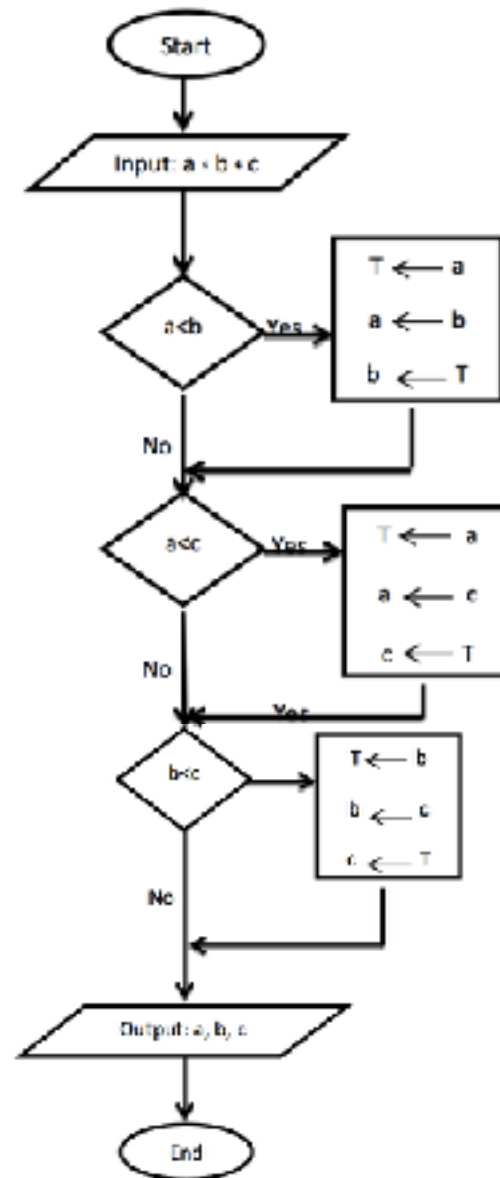 Start
Input: a ، b ، c
a<b
Yes
T ← a
a ← b
b ← T
No
a<c
Yes
T ← a
a ← c
c ← T
No
Yes
b<c
T ← b
b ← c
c ← T
No
Output: a, b, c
End